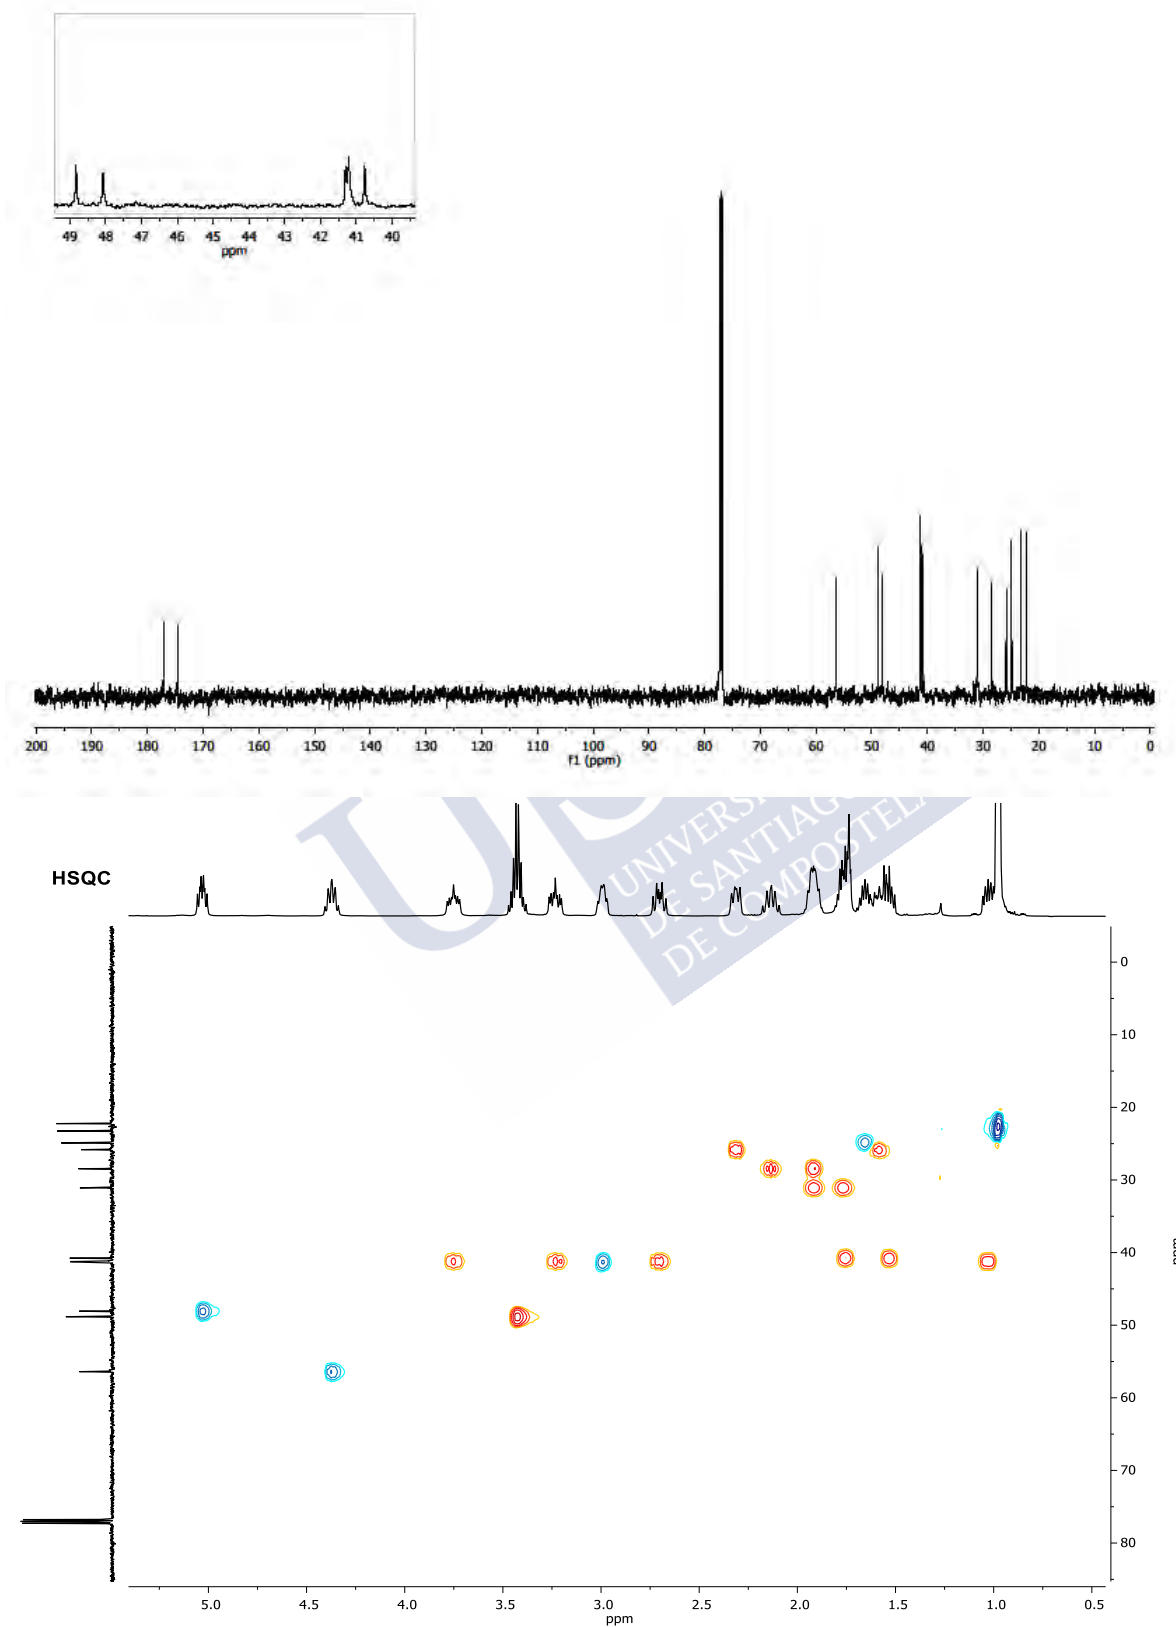 49 48 47 46 45 44 43 42 41 40
ppm
200 190 180 170 160 150 140 130 120 110 100 90 80 70 60 50 40 30 20 10 0
f1 (ppm)
UNIVERSI
DE SANTIAGO
DE COMPOSTELA
HSQC
0
10
20
30
40
50
60
70
80
ppm
5.0 4.5 4.0 3.5 3.0 2.5 2.0 1.5 1.0 0.5
ppm